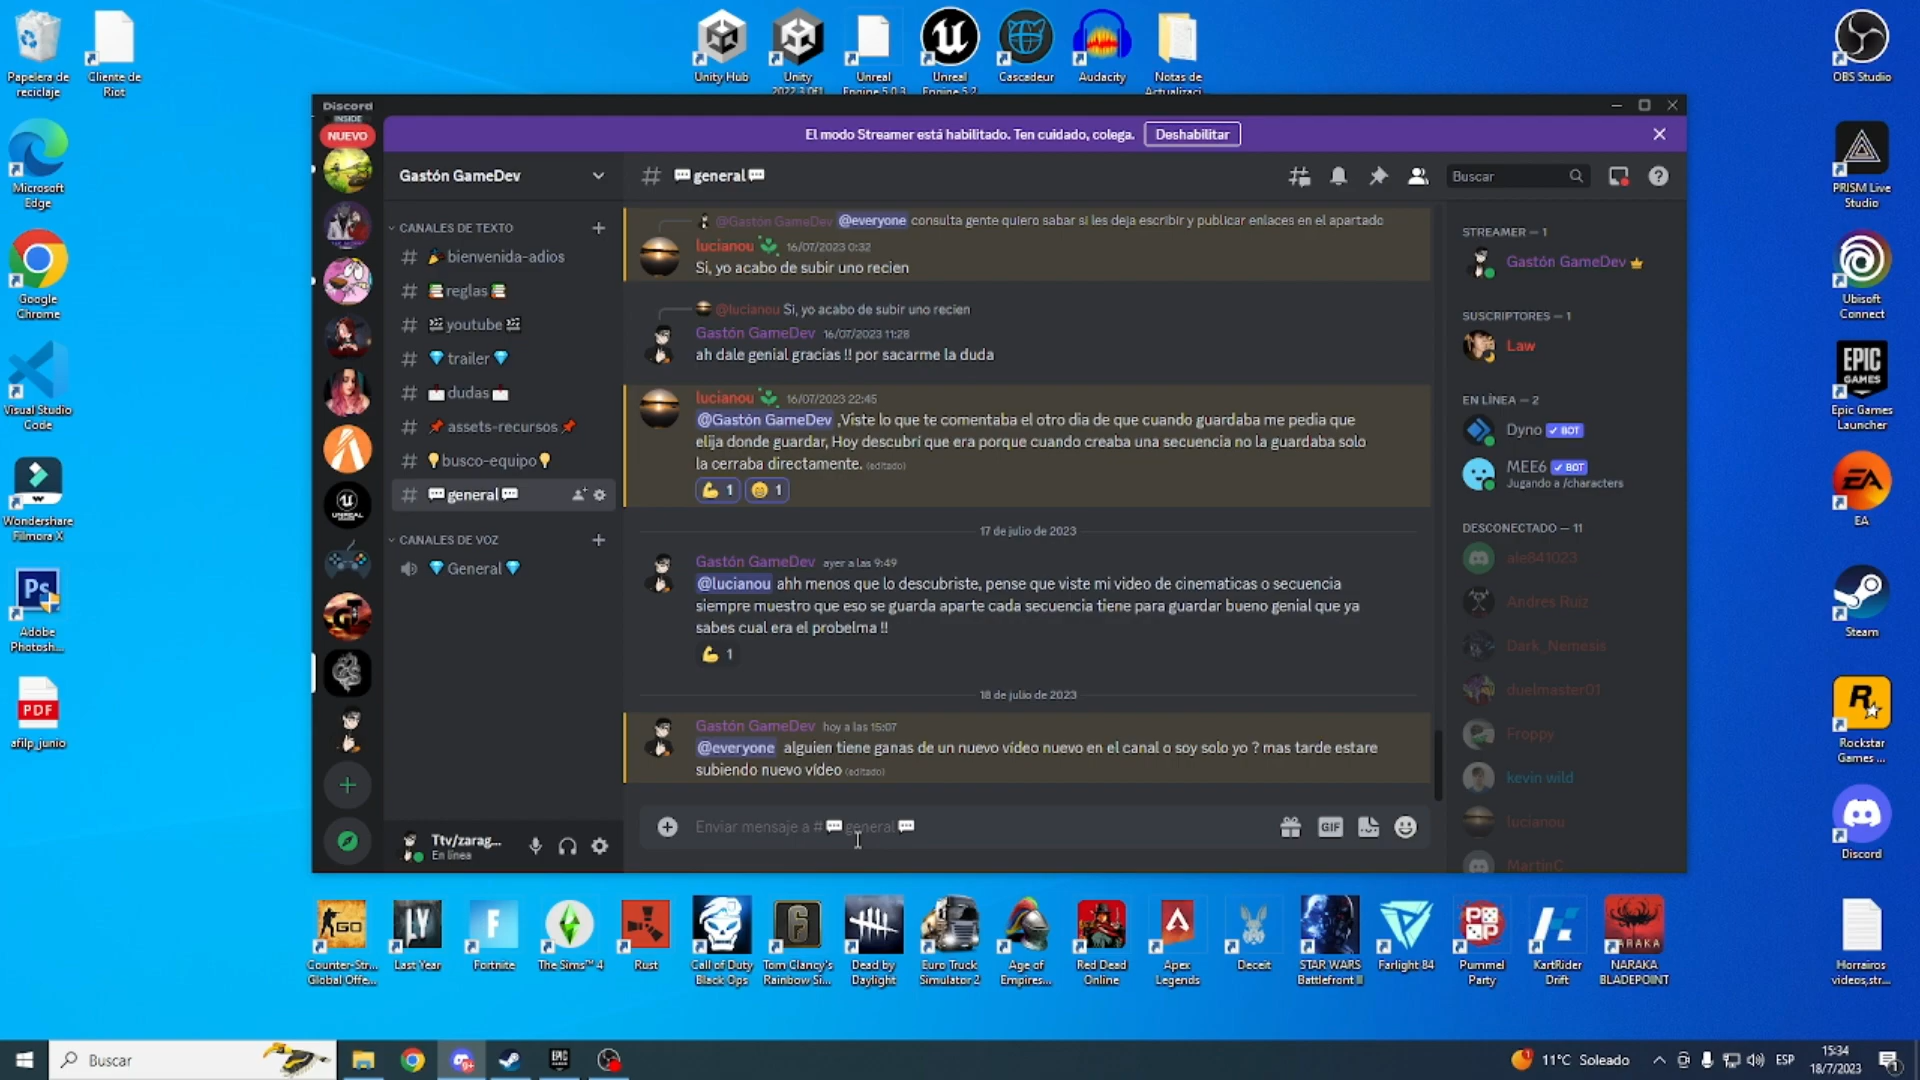 Papelera de
reciclaje
Cliente de
Riot
Unity Hub
Unity
2022.3.0f1
Unreal
Engine 5.0.3
Unreal
Engine 5.2
Cascadeur
Audacity
Notas de
Actualizaci...
OBS Studio
Microsoft
Edge
Google
Chrome
Visual Studio
Code
Wondershare
Filmora X
Adobe
Photosh...
PDF
afilp_junio
PRISM Live
Studio
Ubisoft
Connect
EPIC
GAMES
Epic Games
Launcher
EA
Steam
Rockstar
Games ...
Discord
Horrairos
videos,str...
Discord
INSIDE
NUEVO
El modo Streamer está habilitado. Ten cuidado, colega.
Deshabilitar
Gastón GameDev
# general
Buscar
CANALES DE TEXTO
# bienvenida-adios
# reglas
# youtube
# trailer
# dudas
# assets-recursos
# busco-equipo
# general
CANALES DE VOZ
General
Ttv/zarag...
En línea
@Gastón GameDev @everyone consulta gente quiero sabar si les deja escribir y publicar enlaces en el apartado
lucianou 16/07/2023 0:32
Si, yo acabo de subir uno recien
@lucianou Si, yo acabo de subir uno recien
Gastón GameDev 16/07/2023 11:28
ah dale genial gracias !! por sacarme la duda
lucianou 16/07/2023 22:45
@Gastón GameDev ,Viste lo que te comentaba el otro dia de que cuando guardaba me pedia que
elija donde guardar, Hoy descubri que era porque cuando creaba una secuencia no la guardaba solo
la cerraba directamente. (editado)
1
1
17 de julio de 2023
Gastón GameDev ayer a las 9:49
@lucianou ahh menos que lo descubriste, pense que viste mi video de cinematicas o secuencia
siempre muestro que eso se guarda aparte cada secuencia tiene para guardar bueno genial que ya
sabes cual era el probelma !!
1
18 de julio de 2023
Gastón GameDev hoy a las 15:07
@everyone alguien tiene ganas de un nuevo vídeo nuevo en el canal o soy solo yo ? mas tarde estare
subiendo nuevo vídeo (editado)
Enviar mensaje a # general
GIF
STREAMER — 1
Gastón GameDev
SUSCRIPTORES — 1
Law
EN LÍNEA — 2
Dyno BOT
MEE6 BOT
Jugando a /characters
DESCONECTADO — 11
ale841023
Andres Ruiz
Dark_Nemesis
duelmaster01
Froppy
kevin wild
lucianou
MartinC
Counter-Str...
Global Offe...
Last Year
Fortnite
The Sims™ 4
Rust
Call of Duty
Black Ops
Tom Clancy's
Rainbow Si...
Dead by
Daylight
Euro Truck
Simulator 2
Age of
Empires...
Red Dead
Online
Apex
Legends
Deceit
STAR WARS
Battlefront II
Farlight 84
Pummel
Party
KartRider
Drift
NARAKA
BLADEPOINT
Buscar
11°C Soleado
ESP
15:34
18/7/2023